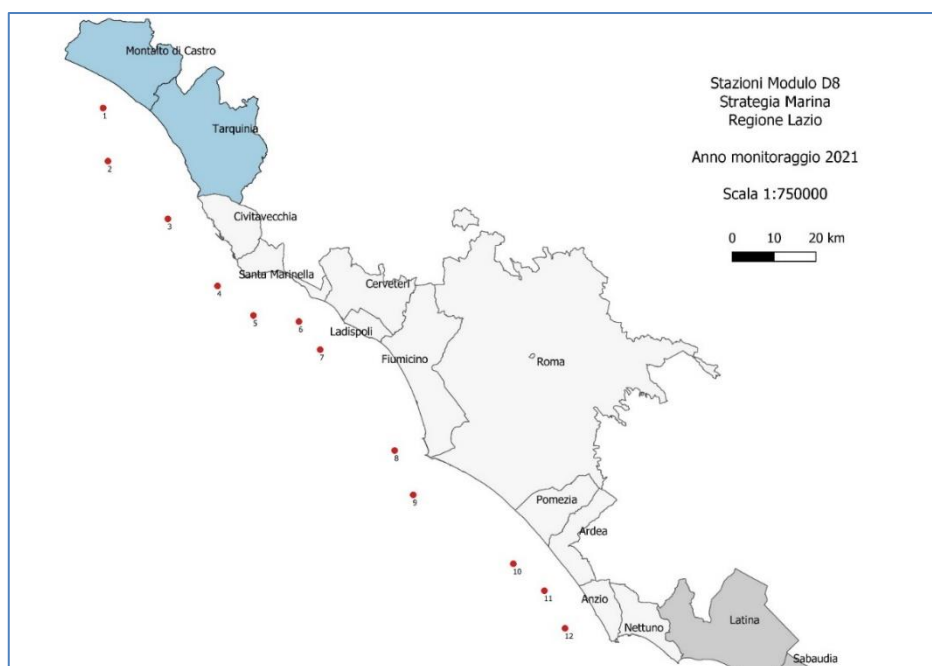 Montalto di Castro
Stazioni Modulo D8
Strategia Marina
Regione Lazio
Anno monitoraggio 2021
Scala 1:750000
0 10 20 km
1
Tarquinia
2
3
Civitavecchia
Santa Marinella
4
Cerveteri
5
6
Ladispoli
7
Fiumicino
Roma
8
9
Pomezia
Ardea
10
11
Anzio
12
Nettuno
Latina
Sabaudia